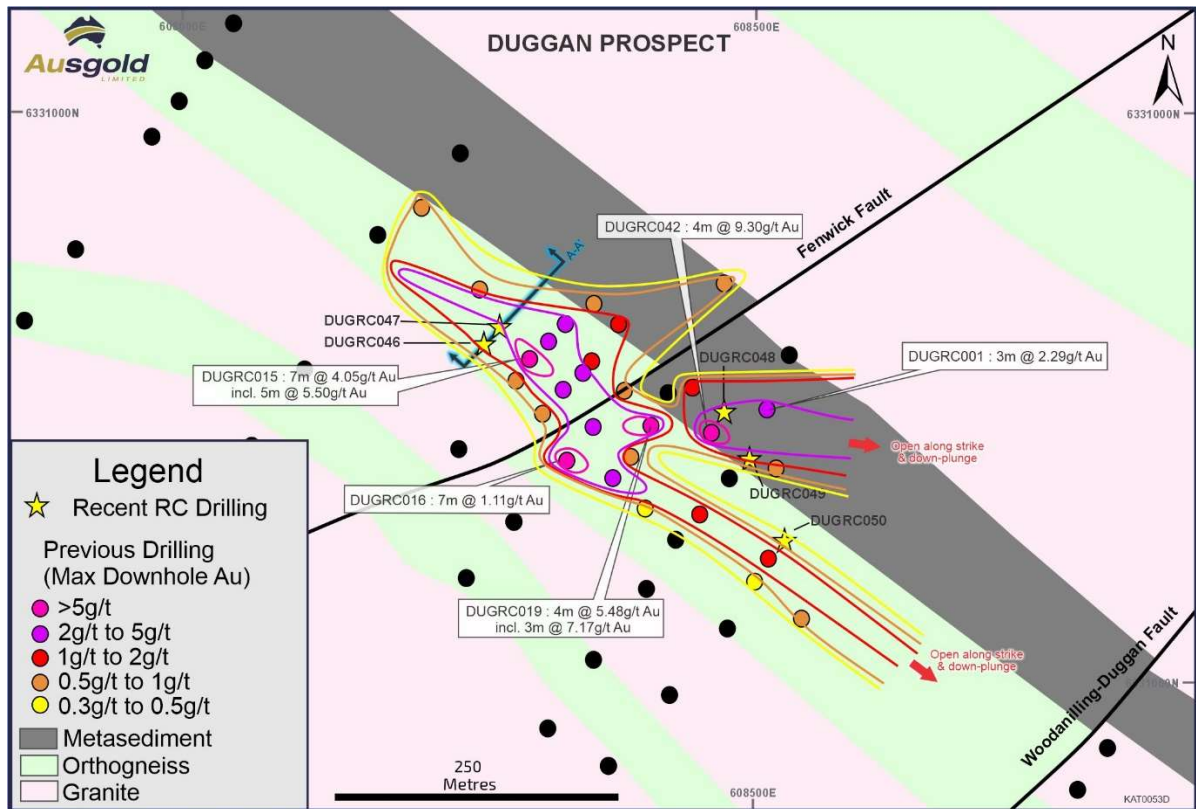 Ausgold
LIMITED
DUGGAN PROSPECT
608500E
N
6331000N
6331000N
Fenwick Fault
A-A'
DUGRC042 : 4m @ 9.30g/t Au
DUGRC047
DUGRC046
DUGRC048
DUGRC001 : 3m @ 2.29g/t Au
DUGRC015: 7m @ 4.05g/t Au
incl. 5m @ 5.50g/t Au
Open along strike
& down-plunge
DUGRC049
DUGRC016 : 7m @ 1.11g/t Au
DUGRC050
DUGRC019 : 4m @ 5.48g/t Au
incl. 3m @ 7.17g/t Au
Open along strike
& down-plunge
Woodanilling-Duggan Fault
Legend
Recent RC Drilling
Previous Drilling
(Max Downhole Au)
>5g/t
2g/t to 5g/t
1g/t to 2g/t
0.5g/t to 1g/t
0.3g/t to 0.5g/t
Metasediment
Orthogneiss
Granite
250
Metres
608500E
KAT0053D